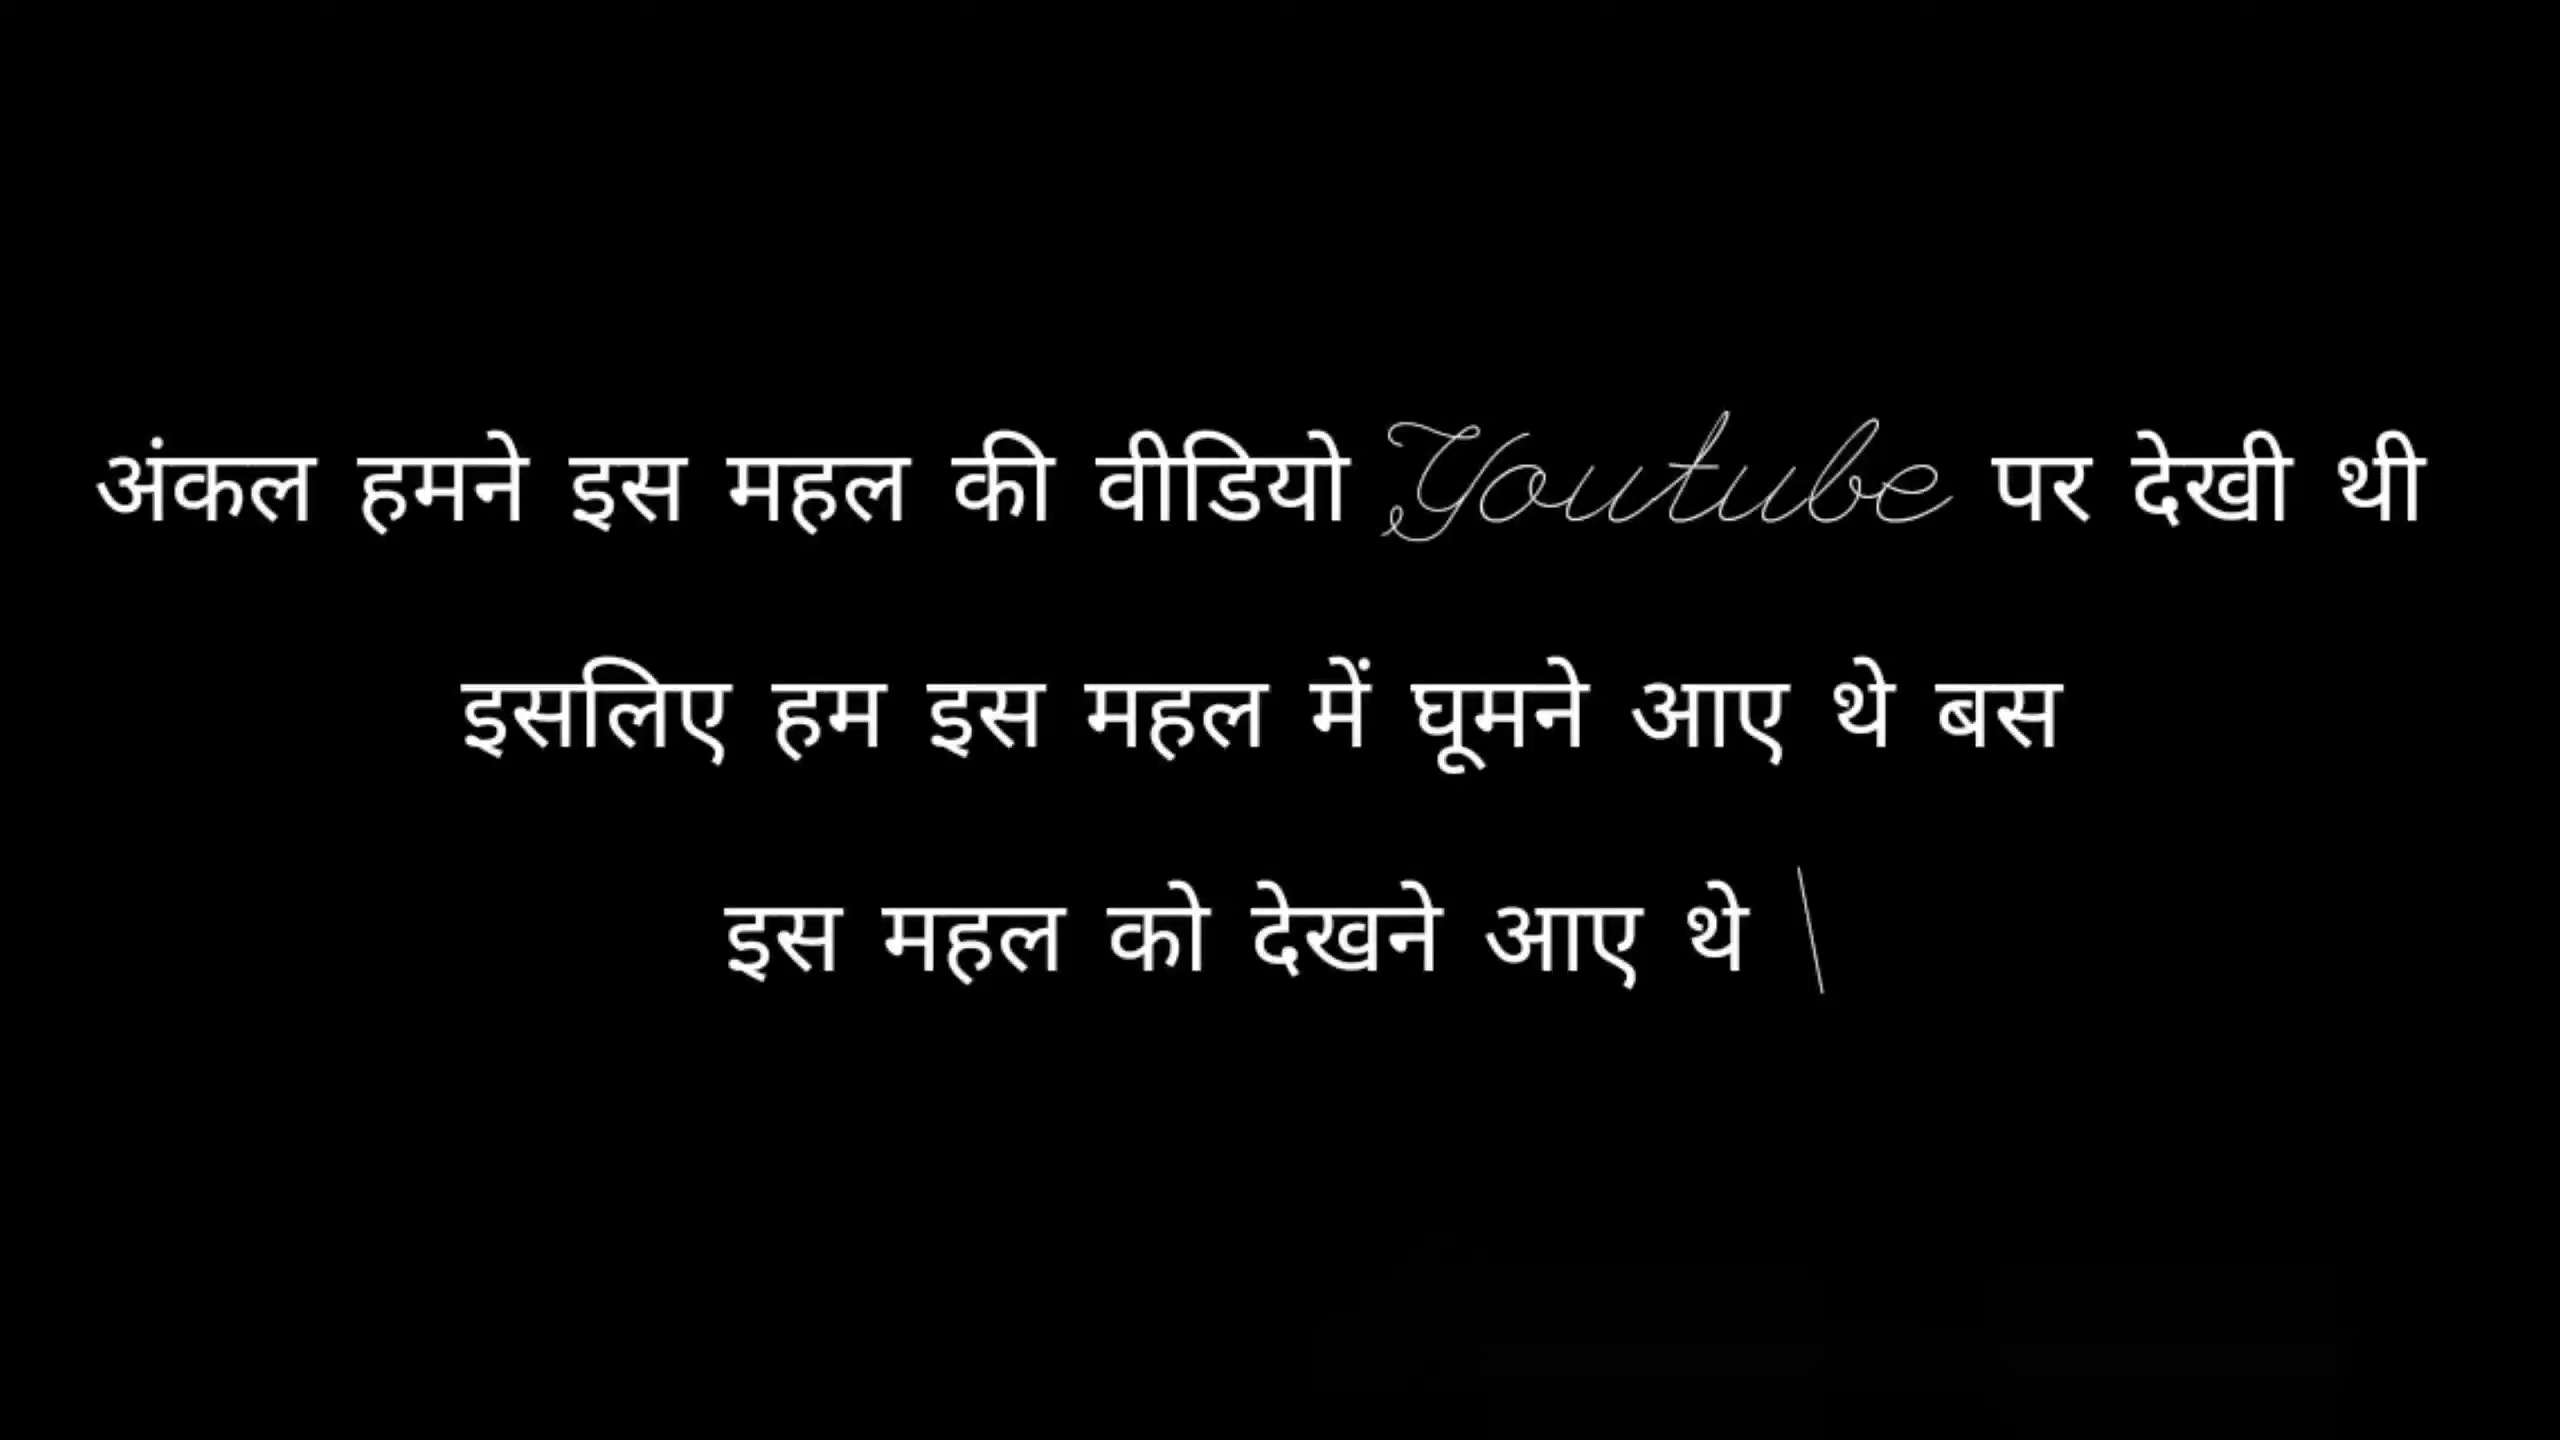 अंकल हमने इस महल की वीडियो Youtube पर देखी थी
इसलिए हम इस महल में घूमने आए थे बस
इस महल को देखने आए थे \